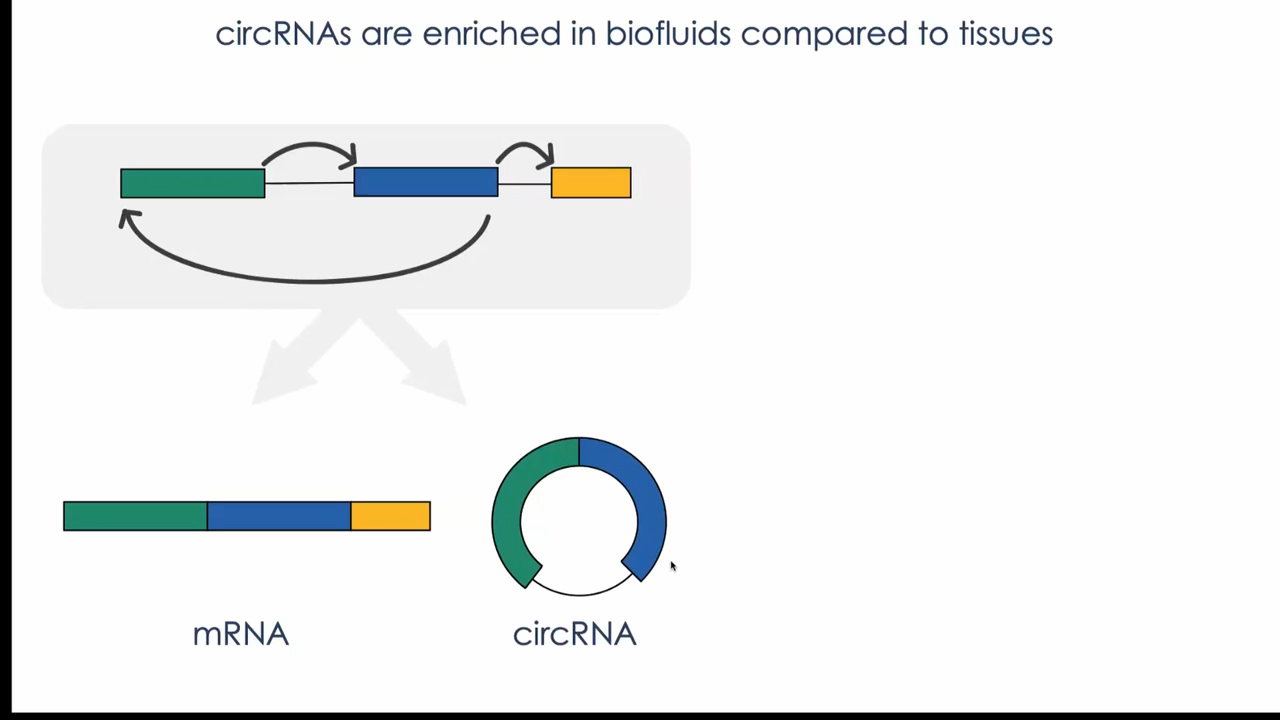 circRNAs are enriched in biofluids compared to tissues
mRNA
circRNA